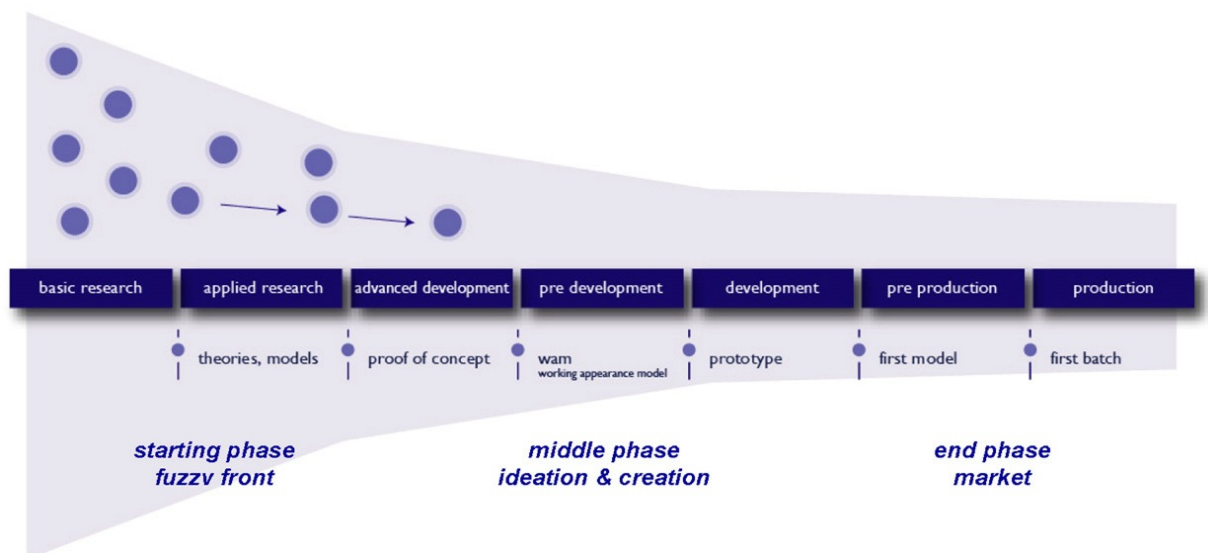 basic research
applied research
advanced development
pre development
development
pre production
production
theories, models
proof of concept
wam
working appearance model
prototype
first model
first batch
starting phase
fuzzv front
middle phase
ideation & creation
end phase
market